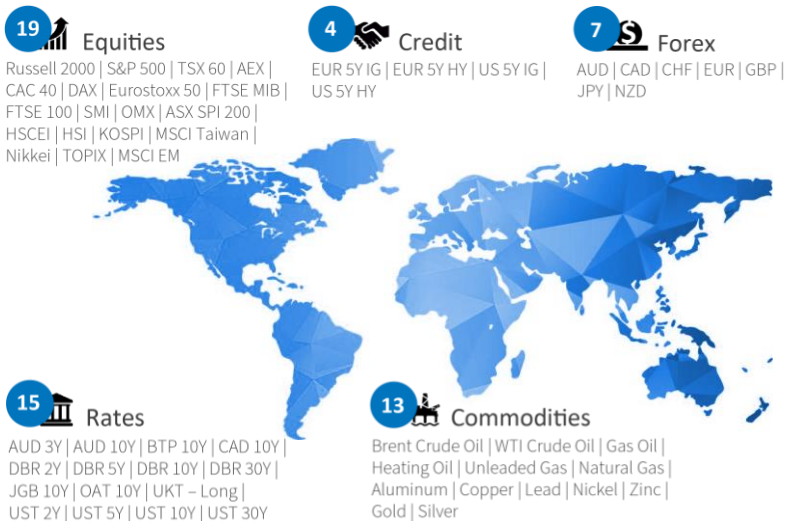 19
Equities
Russell 2000 | S&P 500 | TSX 60 | AEX |
CAC 40 | DAX | Eurostoxx 50 | FTSE MIB |
FTSE 100 | SMI | OMX | ASX SPI 200 |
HSCEI | HSI | KOSPI | MSCI Taiwan |
Nikkei | TOPIX | MSCI EM
4
Credit
EUR 5Y IG | EUR 5Y HY | US 5Y IG |
US 5Y HY
7
$
Forex
AUD | CAD | CHF | EUR | GBP |
JPY | NZD
15
Rates
AUD 3Y | AUD 10Y | BTP 10Y | CAD 10Y |
DBR 2Y | DBR 5Y | DBR 10Y | DBR 30Y |
JGB 10Y | OAT 10Y | UKT – Long |
UST 2Y | UST 5Y | UST 10Y | UST 30Y
13
Commodities
Brent Crude Oil | WTI Crude Oil | Gas Oil |
Heating Oil | Unleaded Gas | Natural Gas |
Aluminum | Copper | Lead | Nickel | Zinc |
Gold | Silver